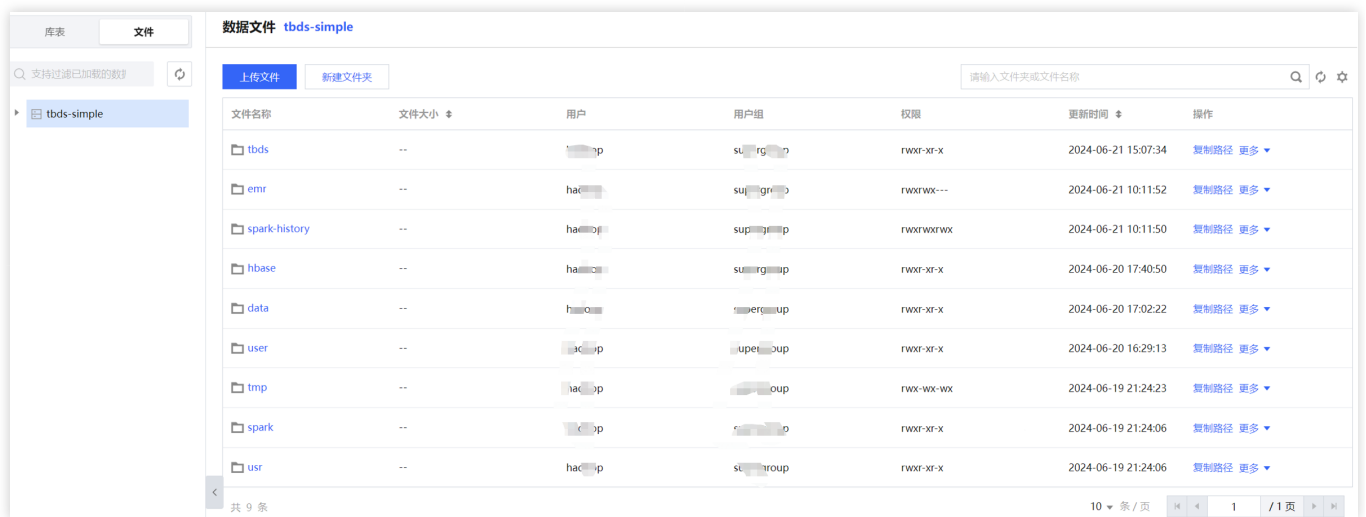 库表 文件
数据文件 tbds-simple
支持过滤已加载的数
上传文件 新建文件夹 请输入文件夹或文件名称
tbds-simple
文件名称 文件大小 用户 用户组 权限 更新时间 操作
tbds -- rwxr-xr-x 2024-06-21 15:07:34 复制路径 更多
emr -- rwxrwx--- 2024-06-21 10:11:52 复制路径 更多
spark-history -- rwxrwxrwx 2024-06-21 10:11:50 复制路径 更多
hbase -- rwxr-xr-x 2024-06-20 17:40:50 复制路径 更多
data -- rwxr-xr-x 2024-06-20 17:02:22 复制路径 更多
user -- rwxr-xr-x 2024-06-20 16:29:13 复制路径 更多
tmp -- rwx-wx-wx 2024-06-19 21:24:23 复制路径 更多
spark -- rwxr-xr-x 2024-06-19 21:24:06 复制路径 更多
usr -- rwxr-xr-x 2024-06-19 21:24:06 复制路径 更多
共 9 条 10 条 / 页 1 / 1 页